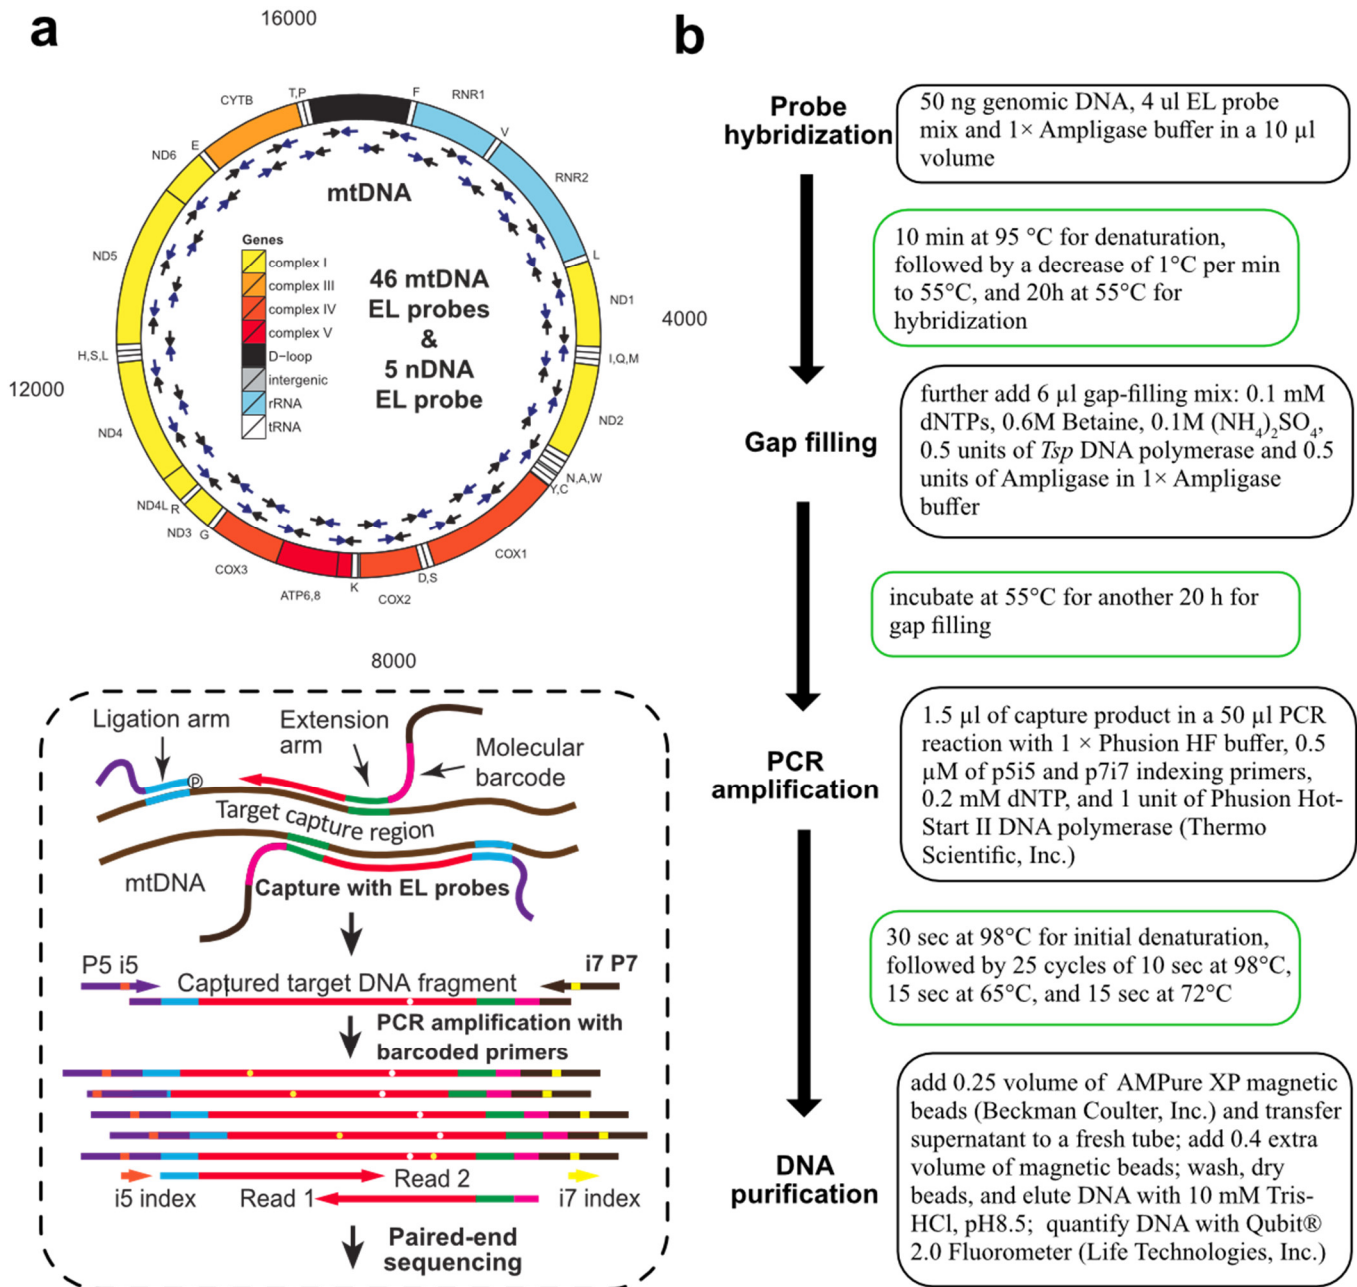 a
16000
T,P
F
CYTB
RNR1
E
V
ND6
RNR2
mtDNA
Genes
complex I
complex III
complex IV
complex V
D-loop
intergenic
rRNA
tRNA
46 mtDNA
EL probes
&
5 nDNA
EL probe
ND5
L
ND1
4000
H,S,L
I,Q,M
12000
ND2
ND4
N,A,W
Y,C
ND4L
R
ND3
G
COX1
COX3
D,S
K
ATP6,8
COX2
8000
Ligation arm
Extension
arm
Molecular
barcode
P
Target capture region
mtDNA
Capture with EL probes
P5 i5
i7 P7
Captured target DNA fragment
PCR amplification with
barcoded primers
i5 index
Read 1
Read 2
i7 index
Paired-end
sequencing
b
Probe
hybridization
50 ng genomic DNA, 4 ul EL probe
mix and 1× Ampligase buffer in a 10 µl
volume
10 min at 95 °C for denaturation,
followed by a decrease of 1°C per min
to 55°C, and 20h at 55°C for
hybridization
Gap filling
further add 6 µl gap-filling mix: 0.1 mM
dNTPs, 0.6M Betaine, 0.1M (NH4)2SO4,
0.5 units of Tsp DNA polymerase and 0.5
units of Ampligase in 1× Ampligase
buffer
incubate at 55°C for another 20 h for
gap filling
PCR
amplification
1.5 µl of capture product in a 50 µl PCR
reaction with 1 × Phusion HF buffer, 0.5
µM of p5i5 and p7i7 indexing primers,
0.2 mM dNTP, and 1 unit of Phusion Hot-
Start II DNA polymerase (Thermo
Scientific, Inc.)
30 sec at 98°C for initial denaturation,
followed by 25 cycles of 10 sec at 98°C,
15 sec at 65°C, and 15 sec at 72°C
DNA
purification
add 0.25 volume of AMPure XP magnetic
beads (Beckman Coulter, Inc.) and transfer
supernatant to a fresh tube; add 0.4 extra
volume of magnetic beads; wash, dry
beads, and elute DNA with 10 mM Tris-
HCl, pH8.5; quantify DNA with Qubit®
2.0 Fluorometer (Life Technologies, Inc.)